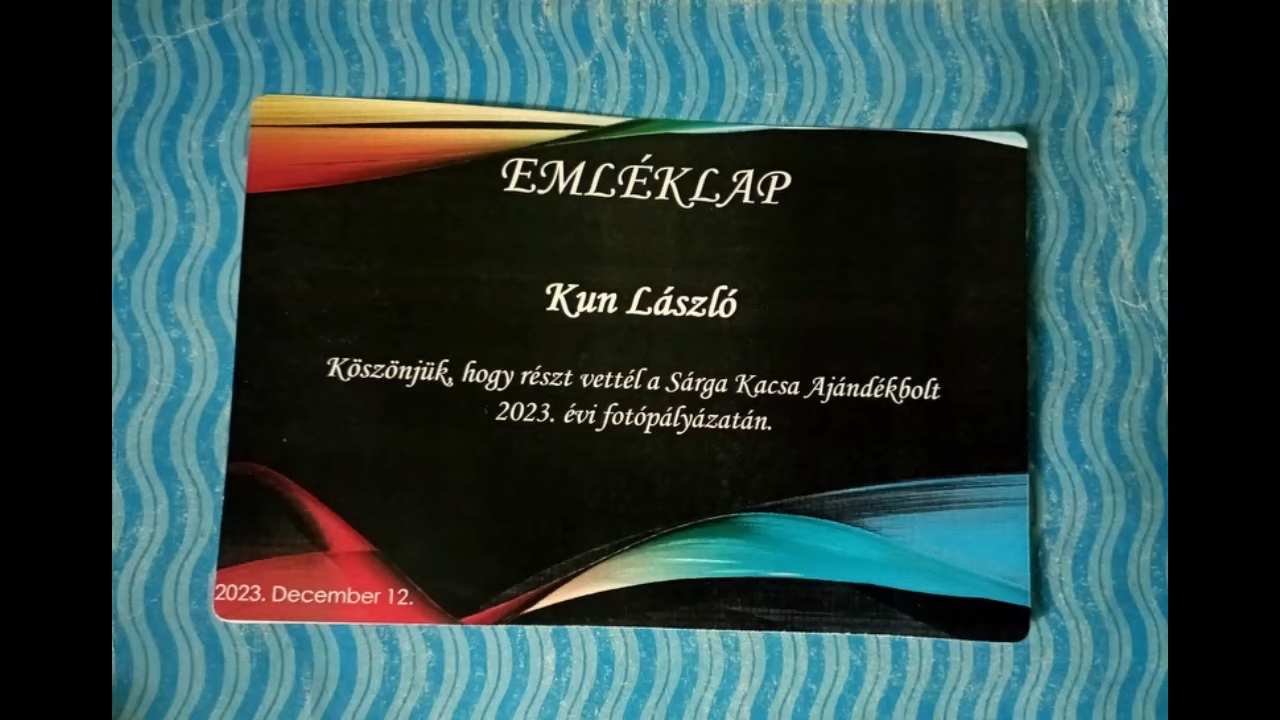 EMLÉKLAP
Kun László
Köszönjük, hogy részt vettél a Sárga Kacsa Ajándékbolt
2023. évi fotópályázatán.
2023. December 12.